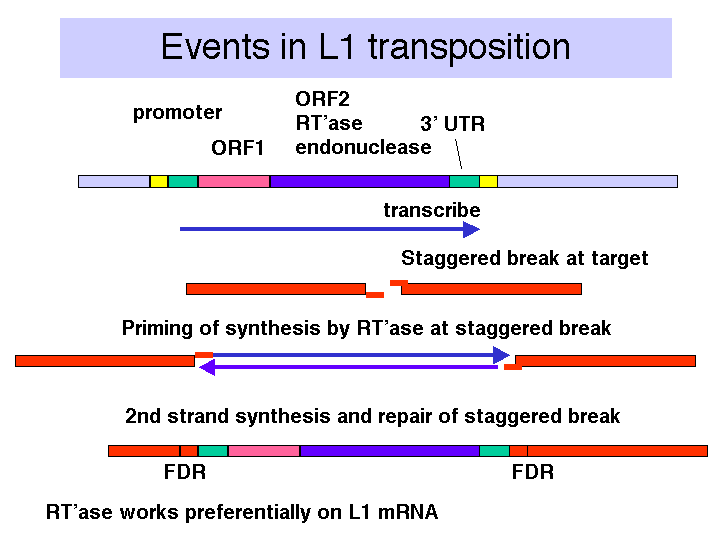 Events in L1 transposition
promoter
ORF1
ORF2
RT’ase
endonuclease
3’ UTR
transcribe
Staggered break at target
Priming of synthesis by RT’ase at staggered break
2nd strand synthesis and repair of staggered break
FDR
FDR
RT’ase works preferentially on L1 mRNA